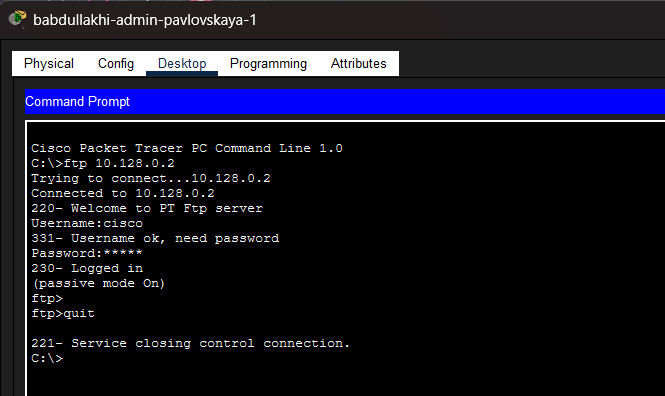 babdullakhi-admin-pavlovskaya-1
Physical Config Desktop Programming Attributes
Command Prompt
Cisco Packet Tracer PC Command Line 1.0
C:\>ftp 10.128.0.2
Trying to connect...10.128.0.2
Connected to 10.128.0.2
220- Welcome to PT Ftp server
Username:cisco
331- Username ok, need password
Password:*****
230- Logged in
(passive mode On)
ftp>
ftp>quit
221- Service closing control connection.
C:\>